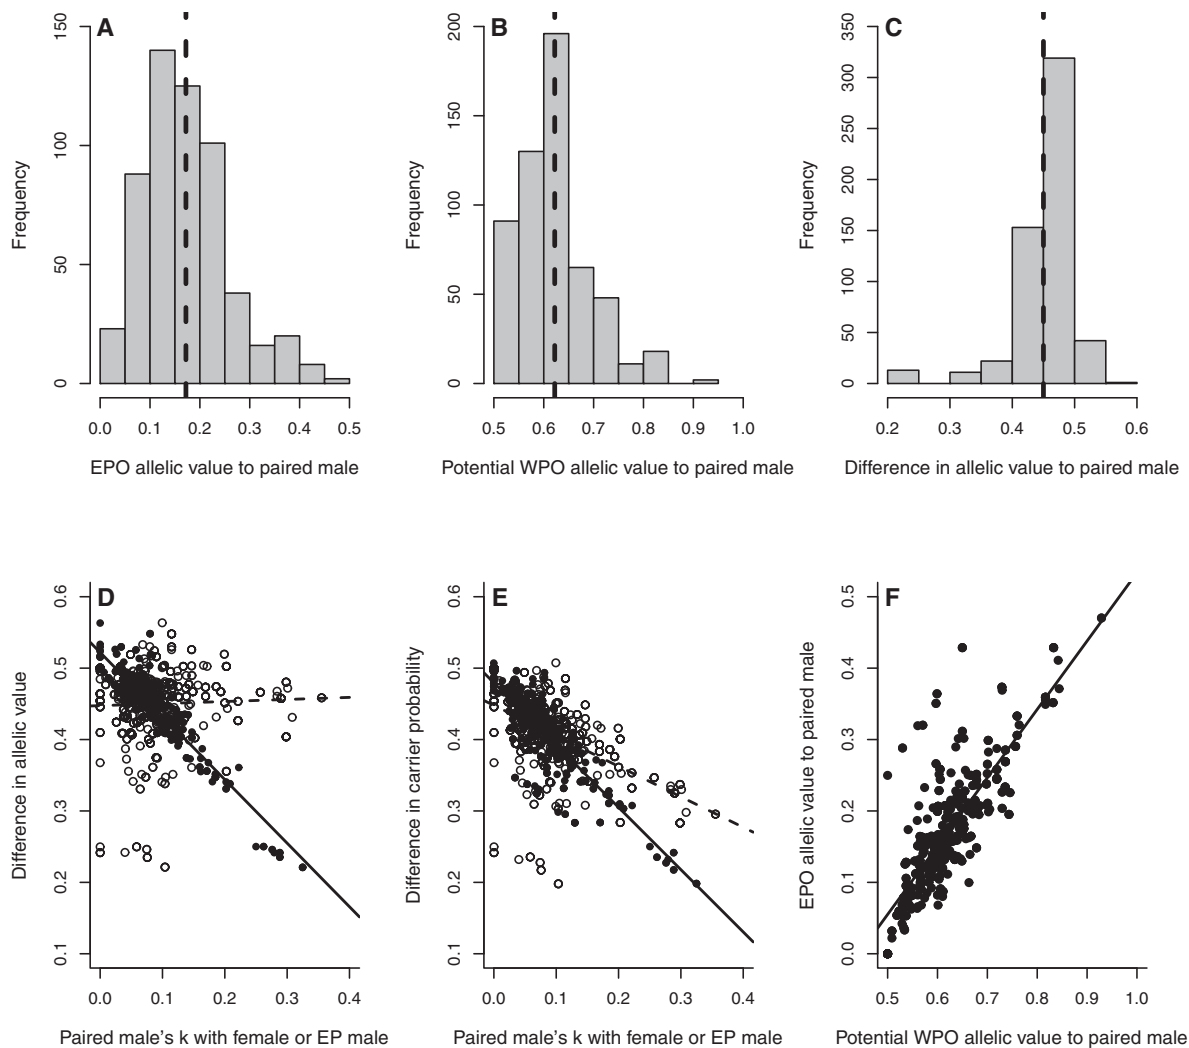 A
Frequency
0 50 100 150
0.0 0.1 0.2 0.3 0.4 0.5
EPO allelic value to paired male
B
Frequency
0 50 100 150 200
0.5 0.6 0.7 0.8 0.9 1.0
Potential WPO allelic value to paired male
C
Frequency
0 50 100 150 200 250 300 350
0.2 0.3 0.4 0.5 0.6
Difference in allelic value to paired male
D
Difference in allelic value
0.1 0.2 0.3 0.4 0.5 0.6
0.0 0.1 0.2 0.3 0.4
Paired male's k with female or EP male
E
Difference in carrier probability
0.1 0.2 0.3 0.4 0.5 0.6
0.0 0.1 0.2 0.3 0.4
Paired male's k with female or EP male
F
EPO allelic value to paired male
0.0 0.1 0.2 0.3 0.4 0.5
0.5 0.6 0.7 0.8 0.9 1.0
Potential WPO allelic value to paired male